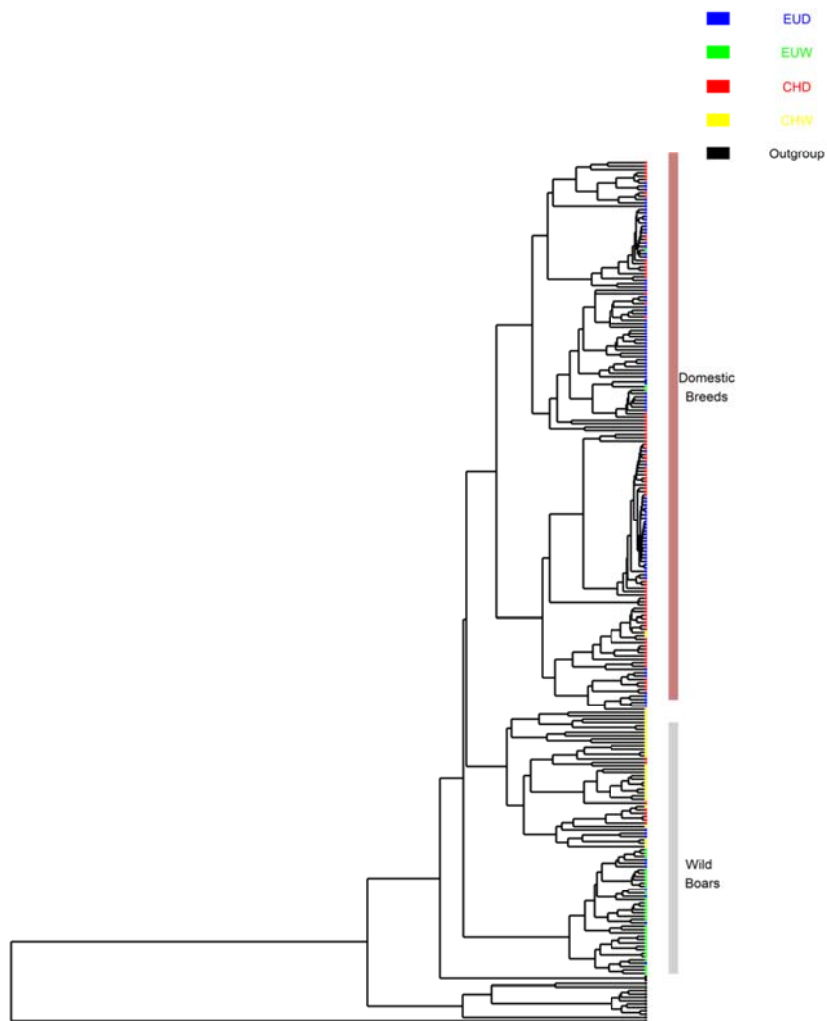 EUD
EUW
CHD
CHW
Outgroup
Domestic
Breeds
Wild
Boars